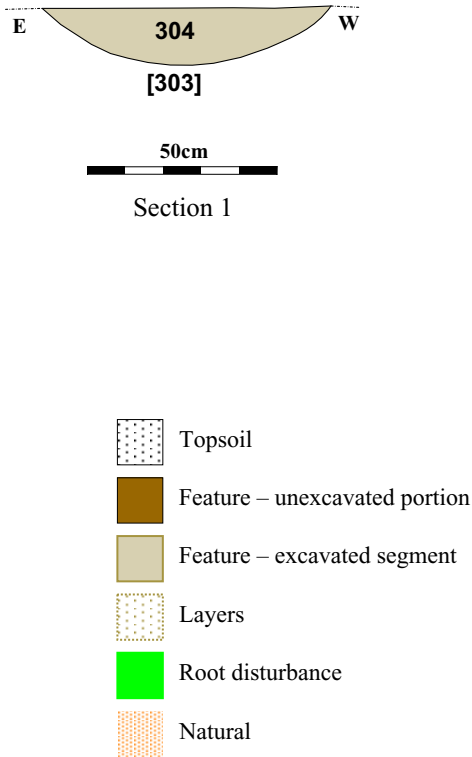 304
E W
[303]
50cm
Section 1
Topsoil
Feature – unexcavated portion
Feature – excavated segment
Layers
Root disturbance
Natural